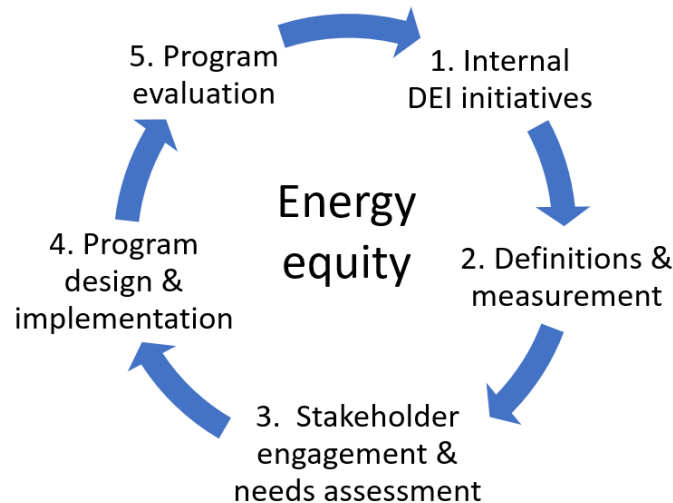 5. Program
evaluation
1. Internal
DEI initiatives
Energy
equity
2. Definitions &
measurement
4. Program
design &
implementation
3.  Stakeholder
engagement &
needs assessment